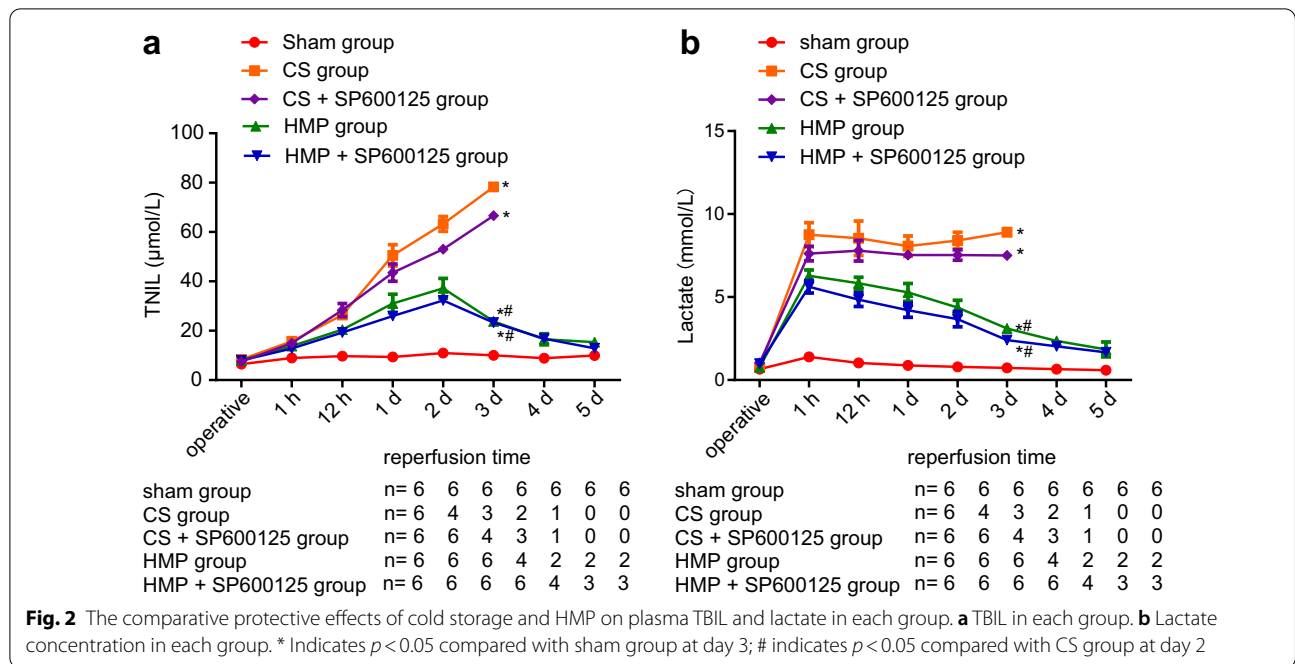 a
Sham group
CS group
CS + SP600125 group
HMP group
HMP + SP600125 group
TNIL (μmol/L)
100
80
60
40
20
0
operative
1 h
12 h
1 d
2 d
3 d
4 d
5 d
*
*
*#
*#
reperfusion time
sham group n= 6 6 6 6 6 6 6
CS group n= 6 4 3 2 1 0 0
CS + SP600125 group n= 6 6 4 3 1 0 0
HMP group n= 6 6 6 4 2 2 2
HMP + SP600125 group n= 6 6 6 6 4 3 3
b
sham group
CS group
CS + SP600125 group
HMP group
HMP + SP600125 group
Lactate (mmol/L)
15
10
5
0
operative
1 h
12 h
1 d
2 d
3 d
4 d
5 d
*
*
*#
*#
reperfusion time
sham group n= 6 6 6 6 6 6 6
CS group n= 6 4 3 2 1 0 0
CS + SP600125 group n= 6 6 4 3 1 0 0
HMP group n= 6 6 6 4 2 2 2
HMP + SP600125 group n= 6 6 6 6 4 3 3
Fig. 2 The comparative protective effects of cold storage and HMP on plasma TBIL and lactate in each group. a TBIL in each group. b Lactate
concentration in each group. * Indicates p < 0.05 compared with sham group at day 3; # indicates p < 0.05 compared with CS group at day 2